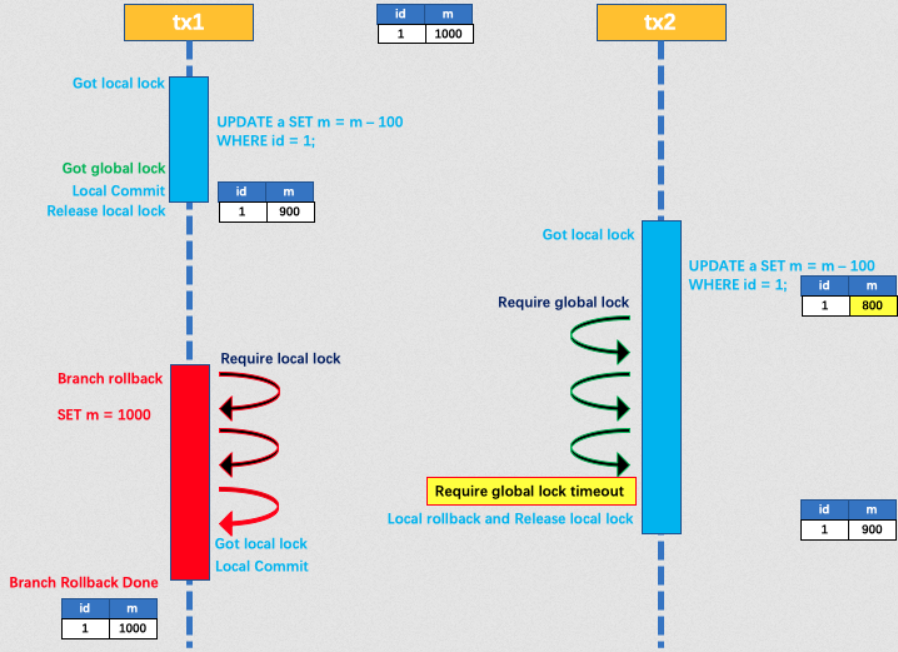 tx1
id m
1 1000
tx2
Got local lock
UPDATE a SET m = m – 100
WHERE id = 1;
Got global lock
Local Commit
Release local lock
id m
1 900
Got local lock
UPDATE a SET m = m – 100
WHERE id = 1;
id m
1 800
Require global lock
Require local lock
Branch rollback
SET m = 1000
Require global lock timeout
Local rollback and Release local lock
id m
1 900
Got local lock
Local Commit
Branch Rollback Done
id m
1 1000